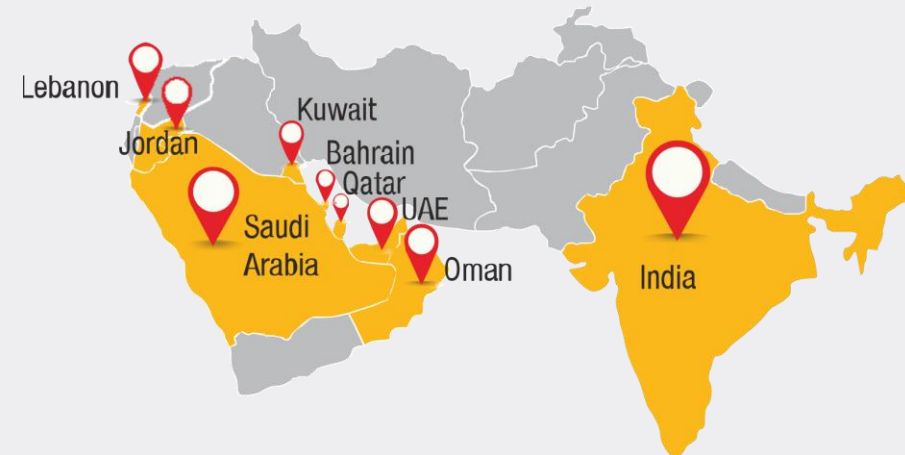 Lebanon
Jordan
Kuwait
Bahrain
Qatar
UAE
Saudi
Arabia
Oman
India